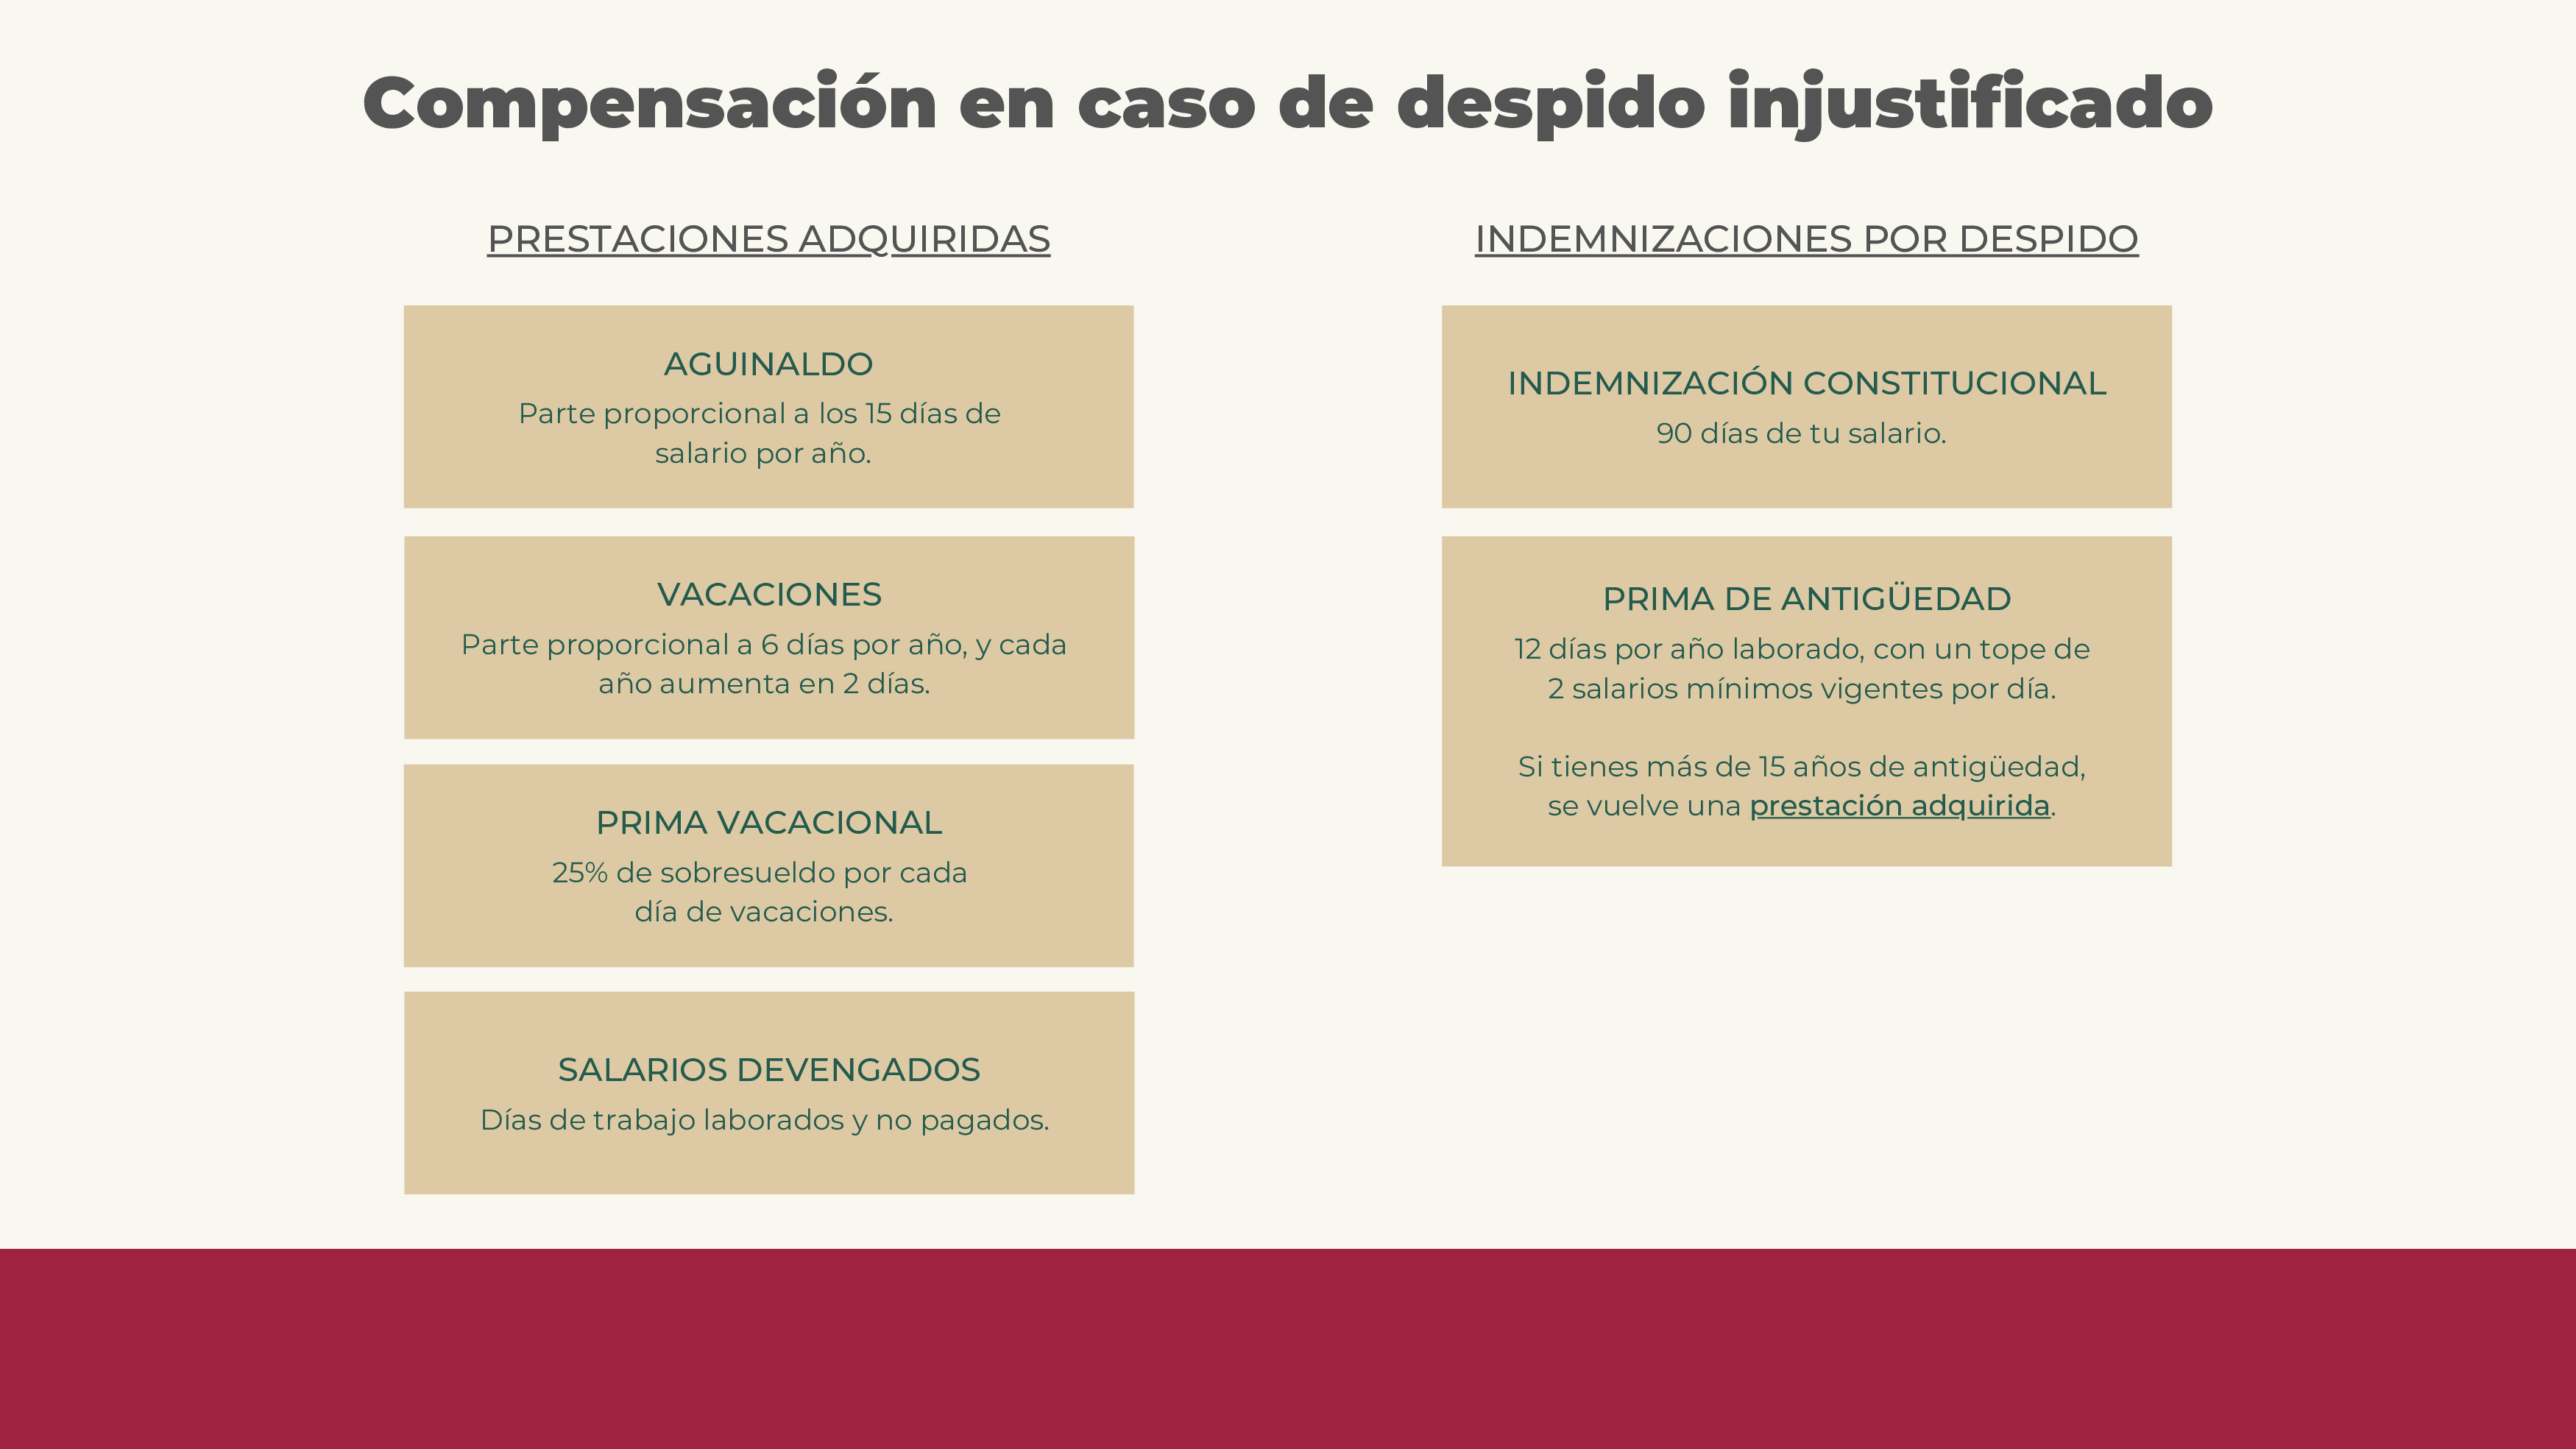 Compensación en caso de despido injustificado
PRESTACIONES ADQUIRIDAS
AGUINALDO
Parte proporcional a los 15 días de
salario por año.
VACACIONES
Parte proporcional a 6 días por año, y cada
año aumenta en 2 días.
PRIMA VACACIONAL
25% de sobresueldo por cada
día de vacaciones.
SALARIOS DEVENGADOS
Días de trabajo laborados y no pagados.
INDEMNIZACIONES POR DESPIDO
INDEMNIZACIÓN CONSTITUCIONAL
90 días de tu salario.
PRIMA DE ANTIGÜEDAD
12 días por año laborado, con un tope de
2 salarios mínimos vigentes por día.
Si tienes más de 15 años de antigüedad,
se vuelve una prestación adquirida.